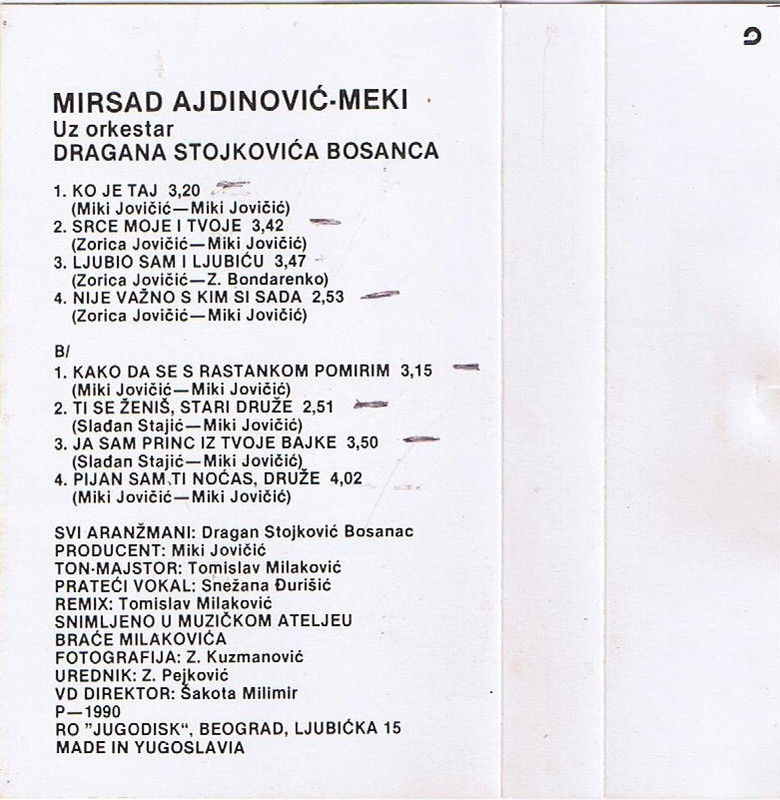 MIRSAD AJDINOVIĆ-MEKI
Uz orkestar
DRAGANA STOJKOVIĆA BOSANCA
1. KO JE TAJ 3,20
(Miki Jovičić—Miki Jovičić)
2. SRCE MOJE I TVOJE 3,42
(Zorica Jovičić—Miki Jovičić)
3. LJUBIO SAM I LJUBIĆU 3,47
(Zorica Jovičić—Z. Bondarenko)
4. NIJE VAŽNO S KIM SI SADA 2,53
(Zorica Jovičić—Miki Jovičić)
B/
1. KAKO DA SE S RASTANKOM POMIRIM 3,15
(Miki Jovičić—Miki Jovičić)
2. TI SE ŽENIŠ, STARI DRUŽE 2,51
(Slađan Stajić—Miki Jovičić)
3. JA SAM PRINC IZ TVOJE BAJKE 3,50
(Slađan Stajić—Miki Jovičić)
4. PIJAN SAM TI NOĆAS, DRUŽE 4,02
(Miki Jovičić—Miki Jovičić)
SVI ARANŽMANI: Dragan Stojković Bosanac
PRODUCENT: Miki Jovičić
TON-MAJSTOR: Tomislav Milaković
PRATEĆI VOKAL: Snežana Đurišić
REMIX: Tomislav Milaković
SNIMLJENO U MUZIČKOM ATELJEU
BRAĆE MILAKOVIĆA
FOTOGRAFIJA: Z. Kuzmanović
UREDNIK: Z. Pejković
VD DIREKTOR: Šakota Milimir
P—1990
RO ”JUGODISK“, BEOGRAD, LJUBIĆKA 15
MADE IN YUGOSLAVIA